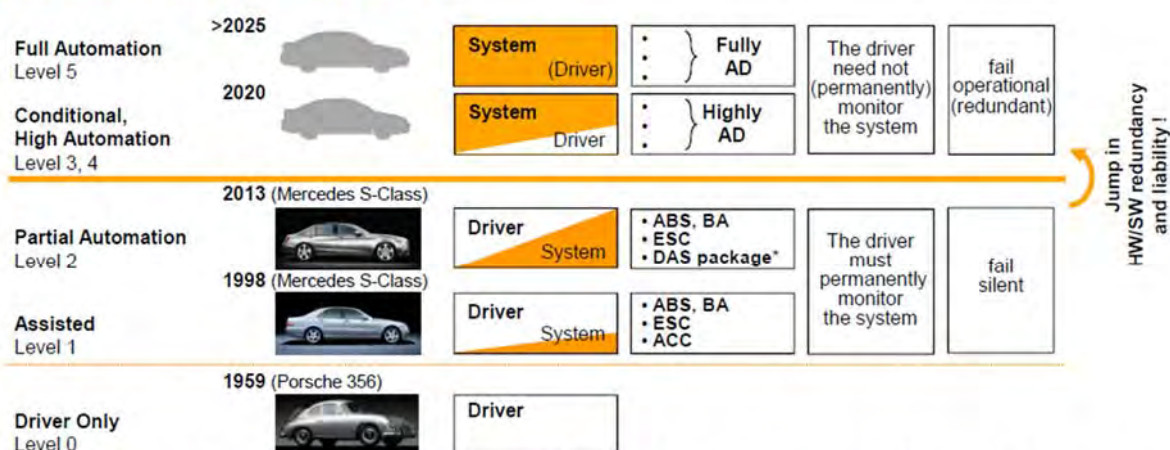 >2025
Full Automation
Level 5
System
(Driver)
•
•
•
Fully
AD
The driver
need not
(permanently)
monitor
the system
fail
operational
(redundant)
2020
Conditional,
High Automation
Level 3, 4
System
Driver
•
•
•
Highly
AD
Jump in
HW/SW redundancy
and liability !
2013 (Mercedes S-Class)
Partial Automation
Level 2
Driver
System
• ABS, BA
• ESC
• DAS package*
The driver
must
permanently
monitor
the system
fail
silent
1998 (Mercedes S-Class)
Assisted
Level 1
Driver
System
• ABS, BA
• ESC
• ACC
1959 (Porsche 356)
Driver Only
Level 0
Driver